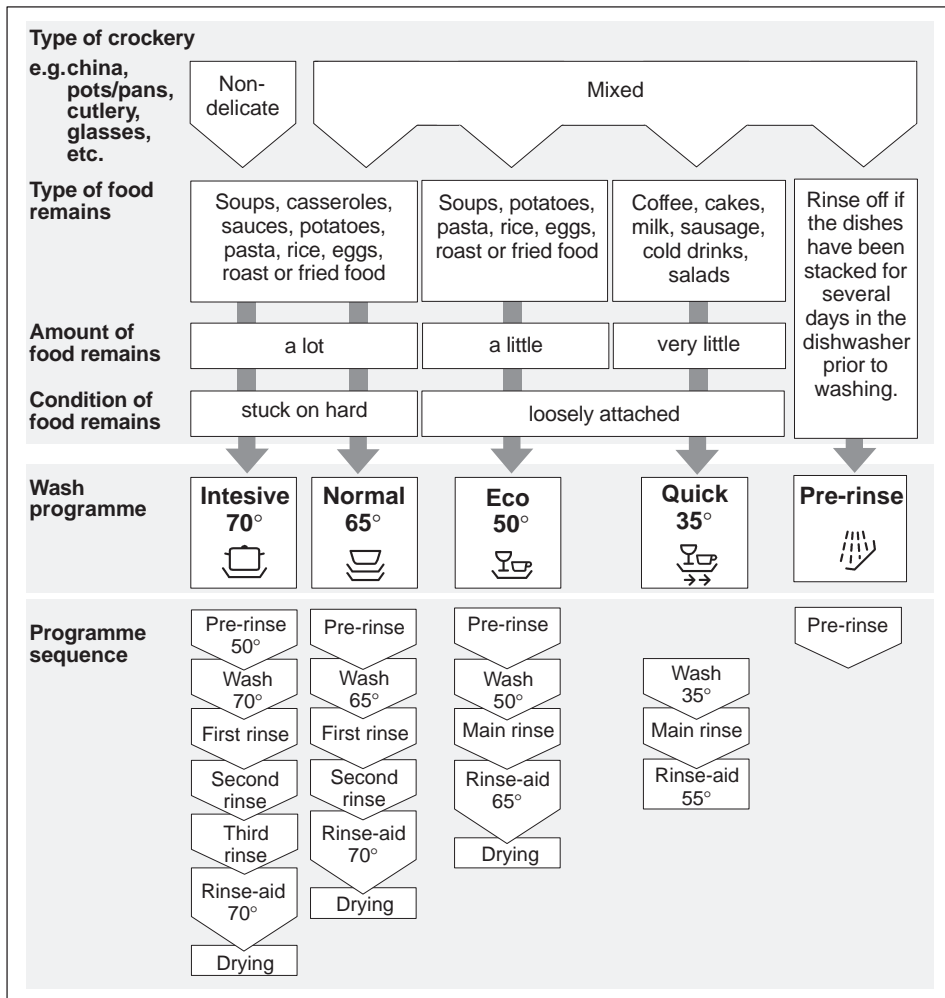 Type of crockery
e.g. china,
pots/pans,
cutlery,
glasses,
etc.
Non-
delicate
Mixed
Type of food
remains
Soups, casseroles,
sauces, potatoes,
pasta, rice, eggs,
roast or fried food
Soups, potatoes,
pasta, rice, eggs,
roast or fried food
Coffee, cakes,
milk, sausage,
cold drinks,
salads
Rinse off if
the dishes
have been
stacked for
several
days in the
dishwasher
prior to
washing.
Amount of
food remains
a lot
a little
very little
Condition of
food remains
stuck on hard
loosely attached
Wash
programme
Intesive
70°
Normal
65°
Eco
50°
Quick
35°
Pre-rinse
Programme
sequence
Pre-rinse
50°
Wash
70°
First rinse
Second
rinse
Third
rinse
Rinse-aid
70°
Drying
Pre-rinse
Wash
65°
First rinse
Second
rinse
Rinse-aid
70°
Drying
Pre-rinse
Wash
50°
Main rinse
Rinse-aid
65°
Drying
Wash
35°
Main rinse
Rinse-aid
55°
Pre-rinse